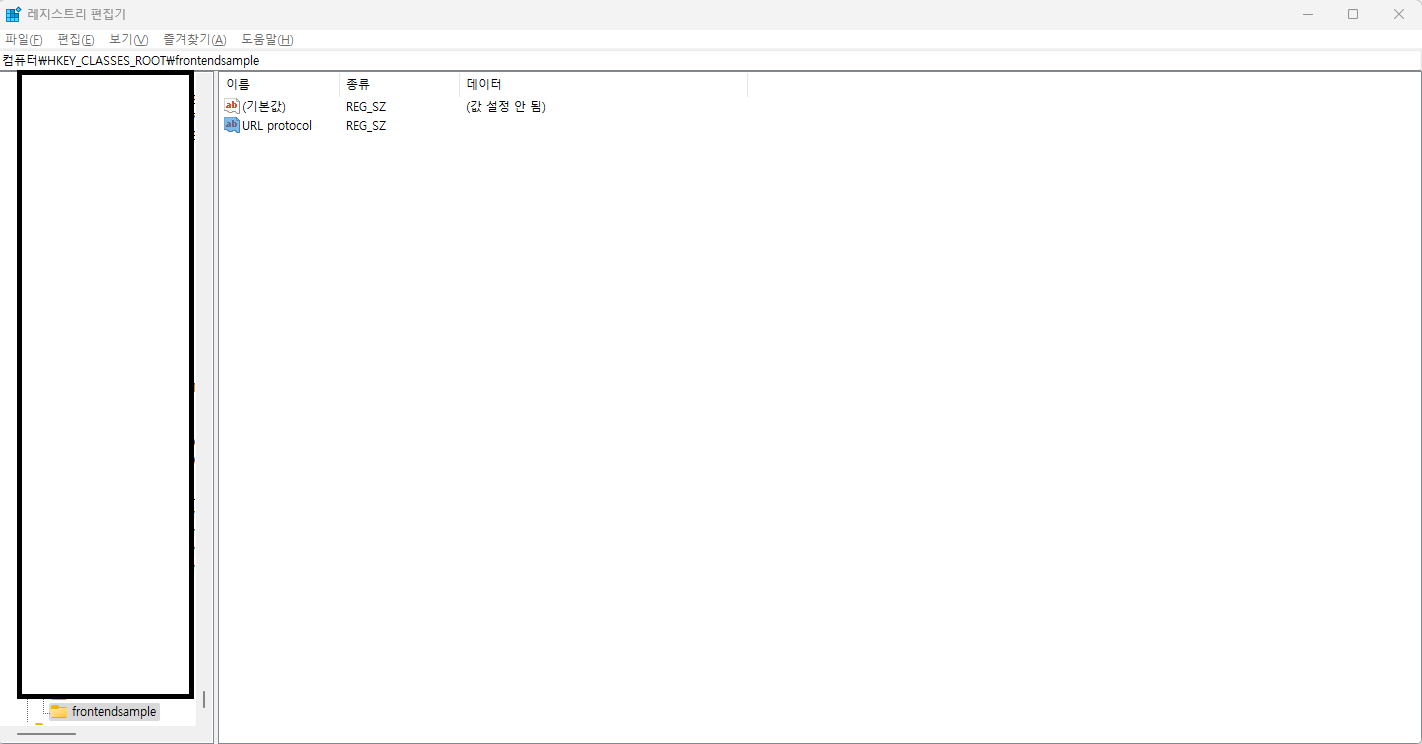 레지스트리 편집기
파일(F) 편집(E) 보기(V) 즐겨찾기(A) 도움말(H)
컴퓨터₩HKEY_CLASSES_ROOT₩frontendsample
이름 종류 데이터
(기본값) REG_SZ (값 설정 안 됨)
URL protocol REG_SZ
frontendsample